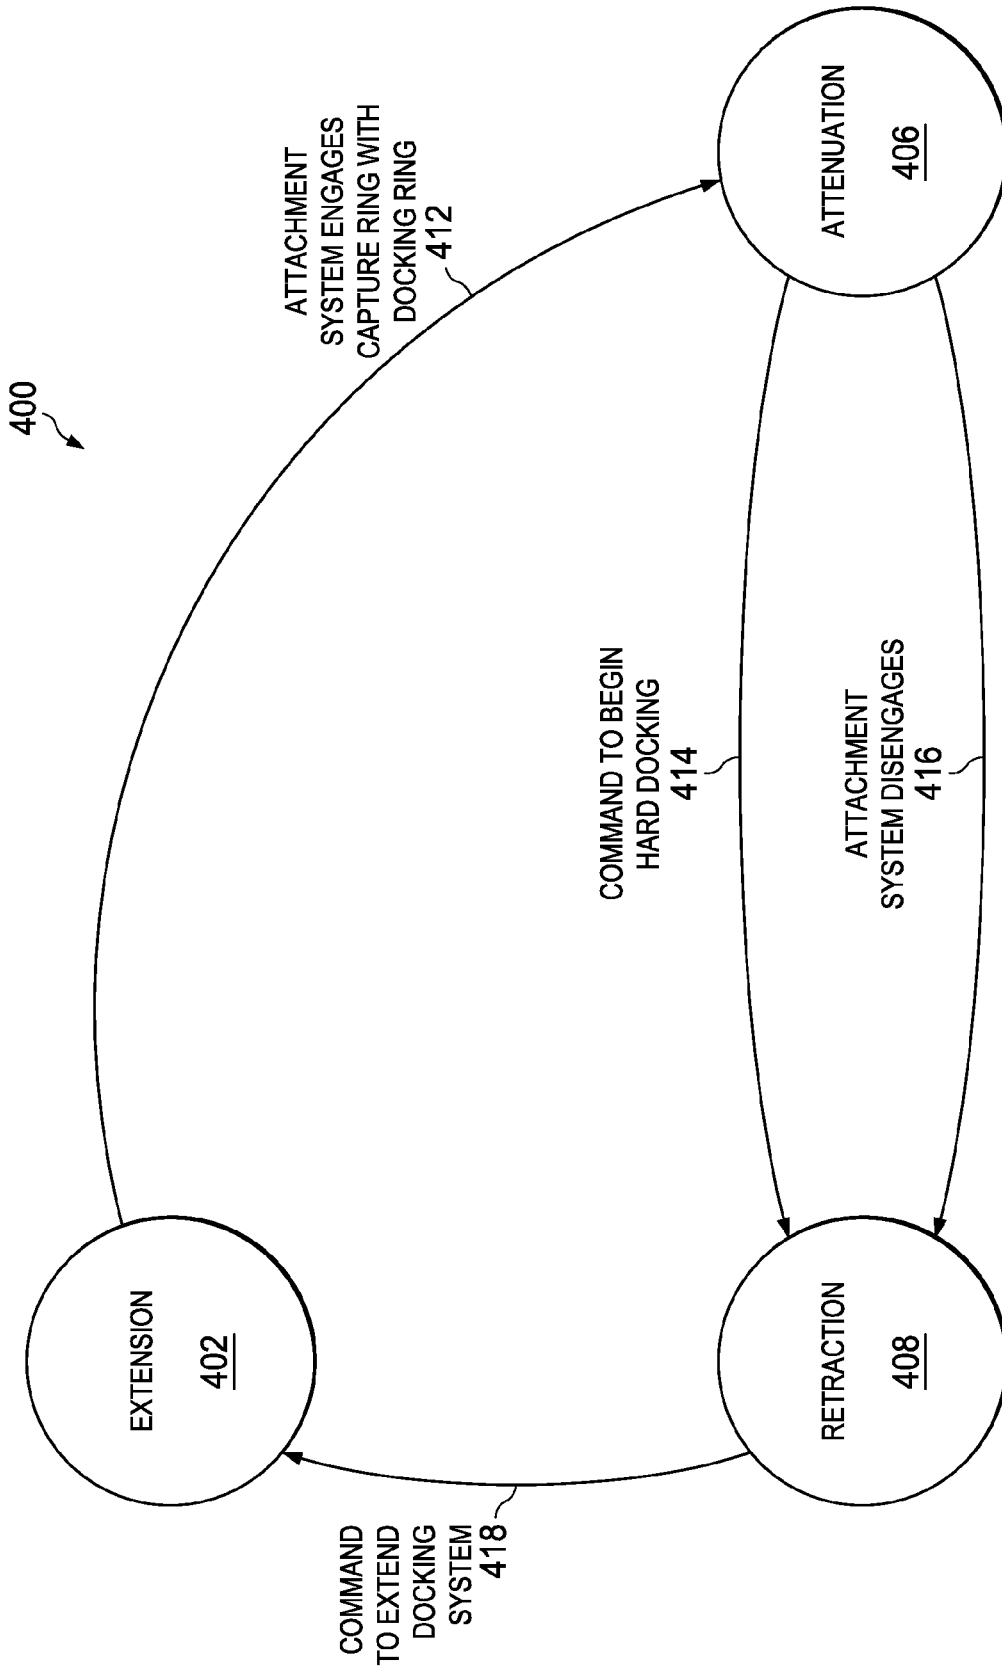 400
ATTACHMENT
SYSTEM ENGAGES
CAPTURE RING WITH
DOCKING RING
412
EXTENSION
402
ATTENUATION
406
COMMAND TO BEGIN
HARD DOCKING
414
ATTACHMENT
SYSTEM DISENGAGES
416
RETRACTION
408
COMMAND
TO EXTEND
DOCKING
SYSTEM
418